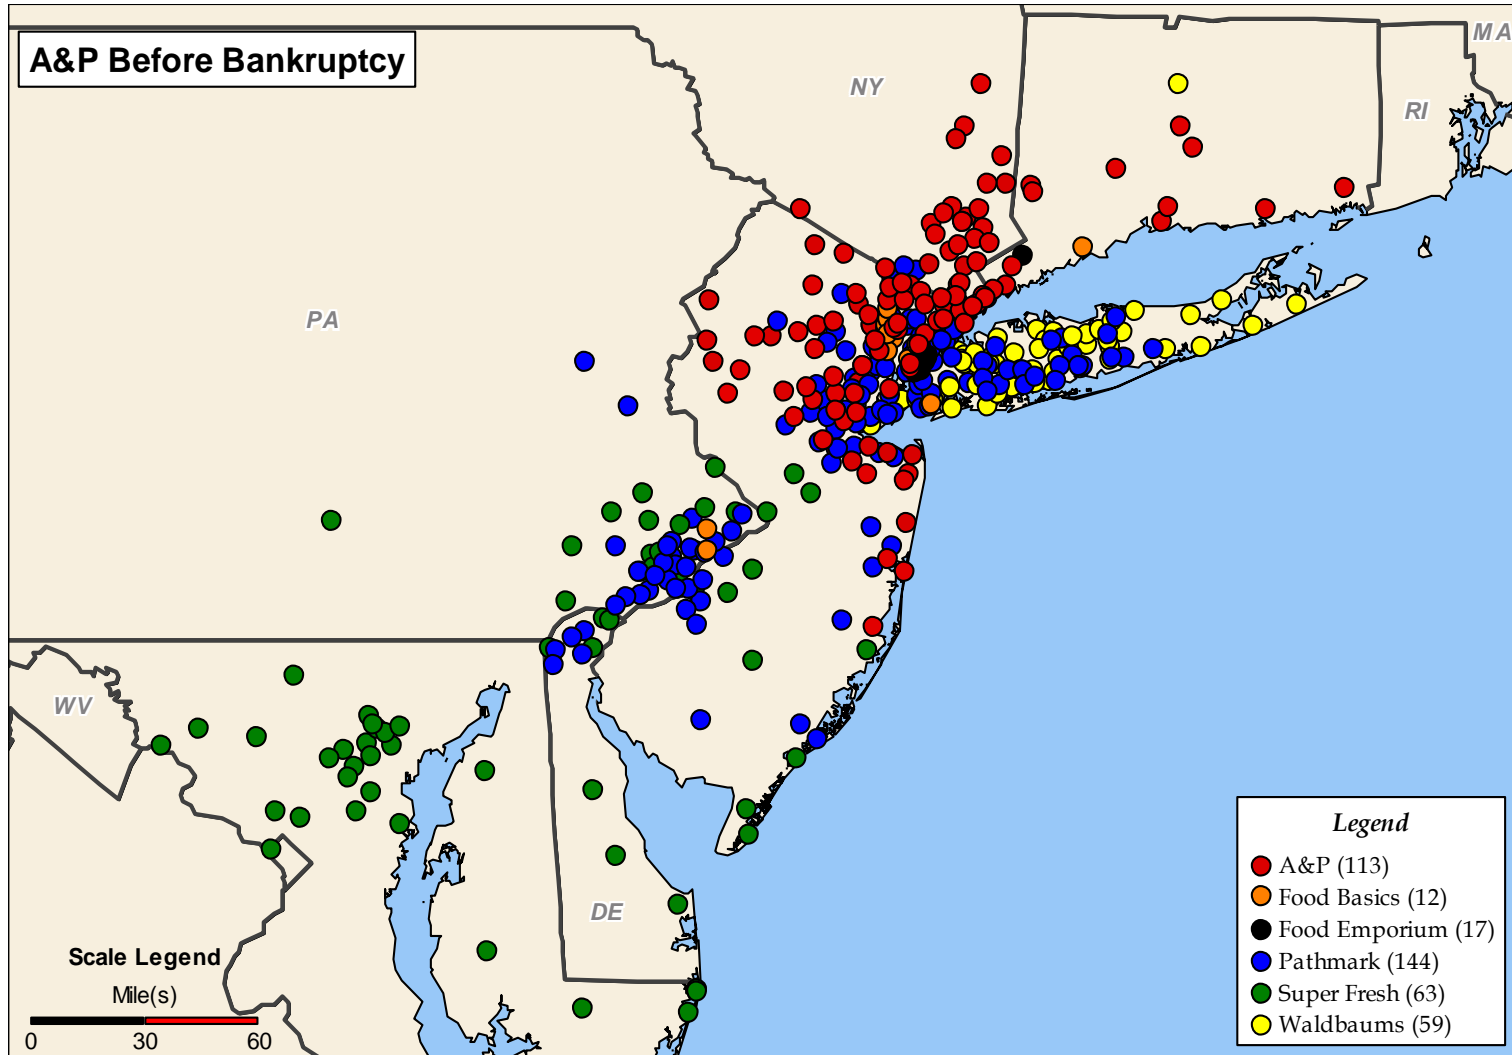 A&P Before Bankruptcy
NY
MA
RI
PA
WV
DE
Scale Legend
Mile(s)
0 30 60
Legend
A&P (113)
Food Basics (12)
Food Emporium (17)
Pathmark (144)
Super Fresh (63)
Waldbaums (59)